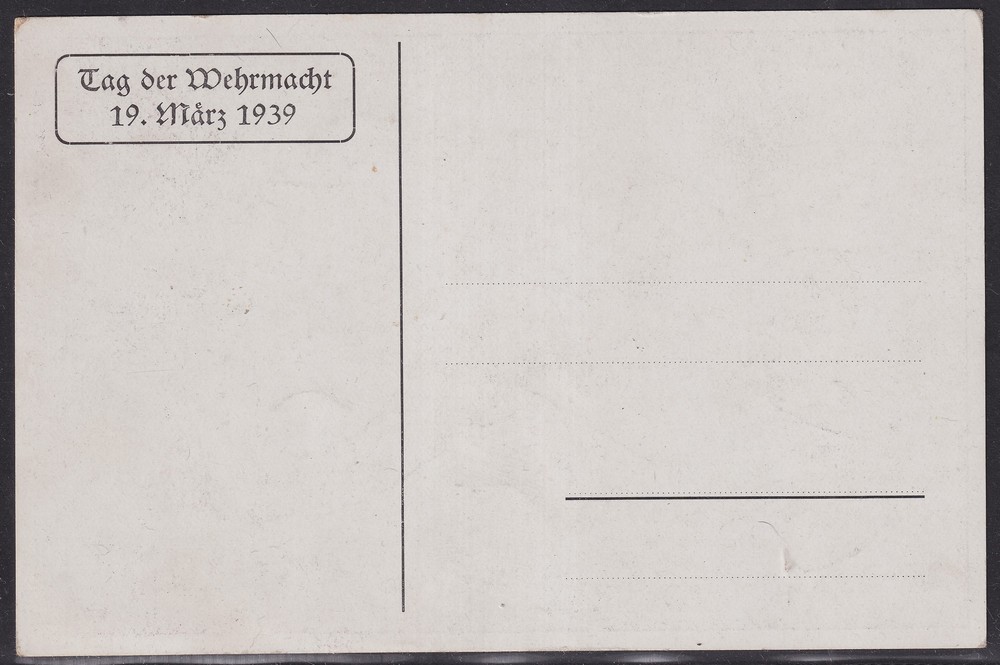 Tag der Wehrmacht
19. März 1939